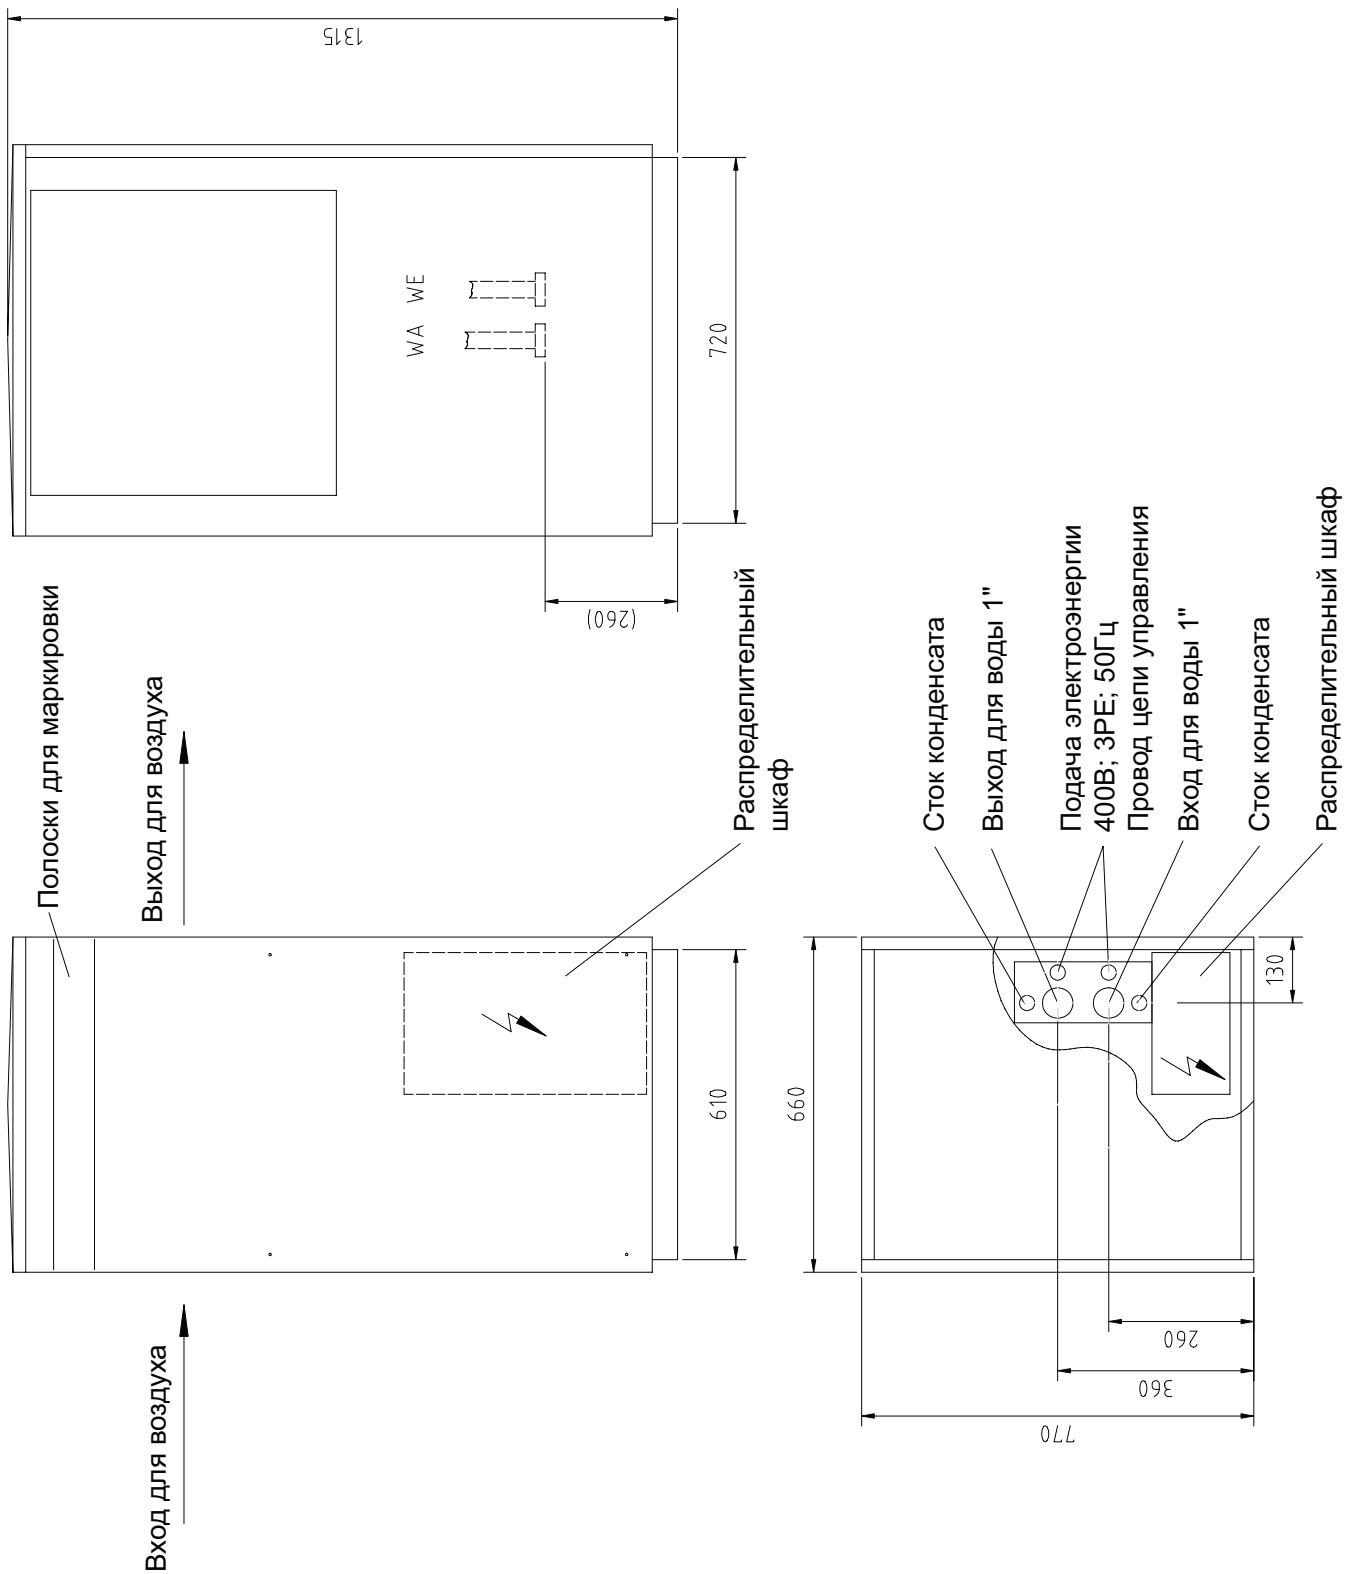 1315
WA WE
720
(260)
Полоски для маркировки
Выход для воздуха
Вход для воздуха
Распределительный
шкаф
610
660
Сток конденсата
Выход для воды 1"
Подача электроэнергии
400В; 3PE; 50Гц
Провод цепи управления
Вход для воды 1"
Сток конденсата
Распределительный шкаф
130
260
360
770